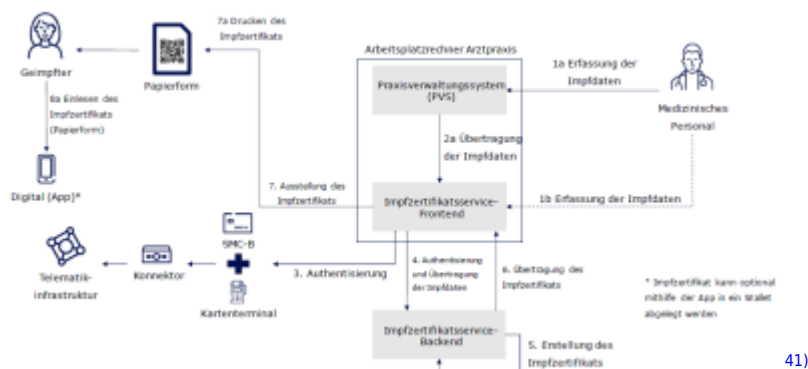 7a Drucken des
Impfzertifikats
Geimpfter
Papierform
8a Einlesen des
Impfzertifikats
(Papierform)
Digital (App)*
Arbeitsplatzrechner Arztpraxis
Praxisverwaltungssystem
(PVS)
1a Erfassung der
Impfdaten
Medizinisches
Personal
2a Übertragung
der Impfdaten
7. Ausstellung des
Impfzertifikats
Impfzertifikatsservice-
Frontend
1b Erfassung der Impfdaten
SMC-B
Telematik-
infrastruktur
Konnektor
Kartenterminal
3. Authentisierung
4. Authentisierung
und Übertragung
der Impfdaten
6. Übertragung des
Impfzertifikats
* Impfzertifikat kann optional
mithilfe der App in ein Wallet
abgelegt werden
Impfzertifikatsservice-
Backend
5. Erstellung des
Impfzertifikats
41)